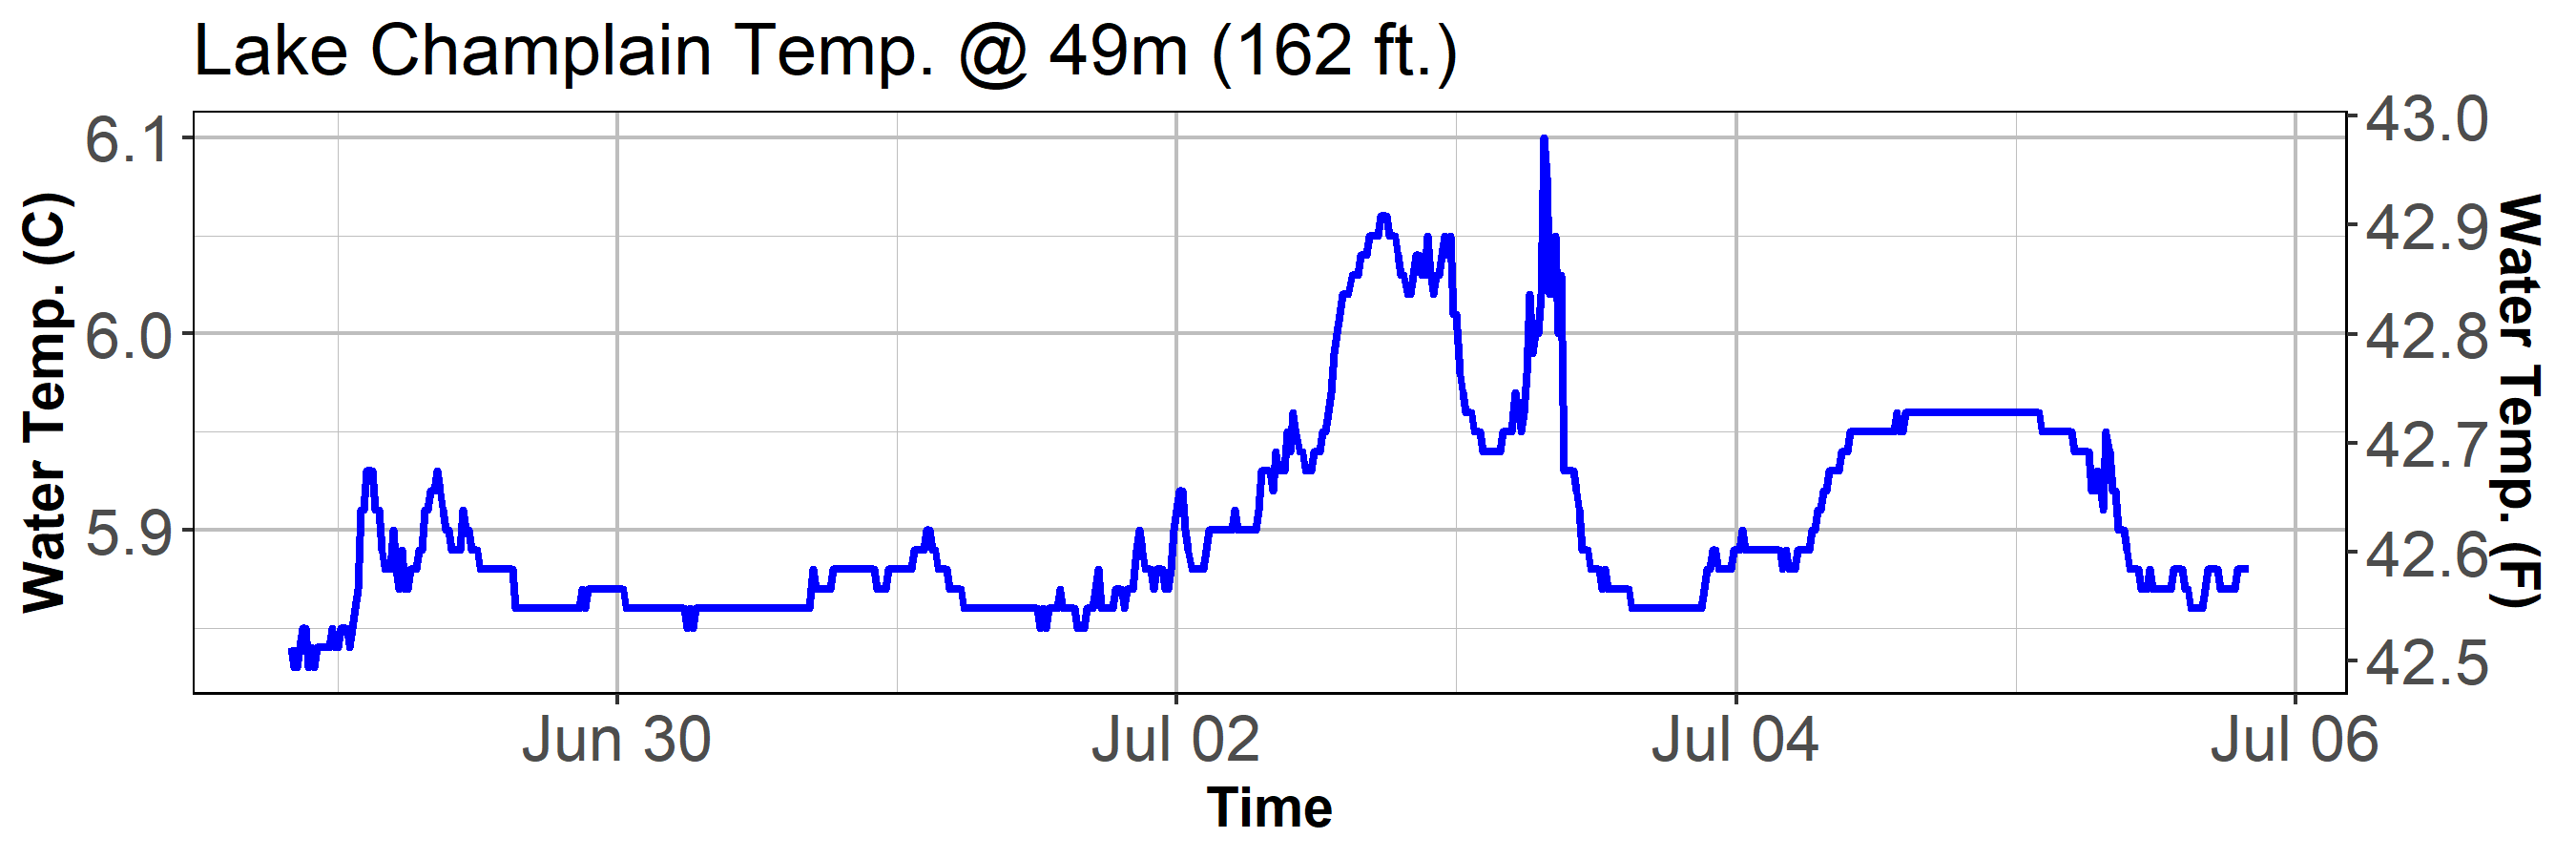 Lake Champlain Temp. @ 49m (162 ft.)
Water Temp. (C)
6.1
6.0
5.9
43.0
42.9
42.8
42.7
42.6
42.5
Water Temp. (F)
Jun 30
Jul 02
Jul 04
Jul 06
Time